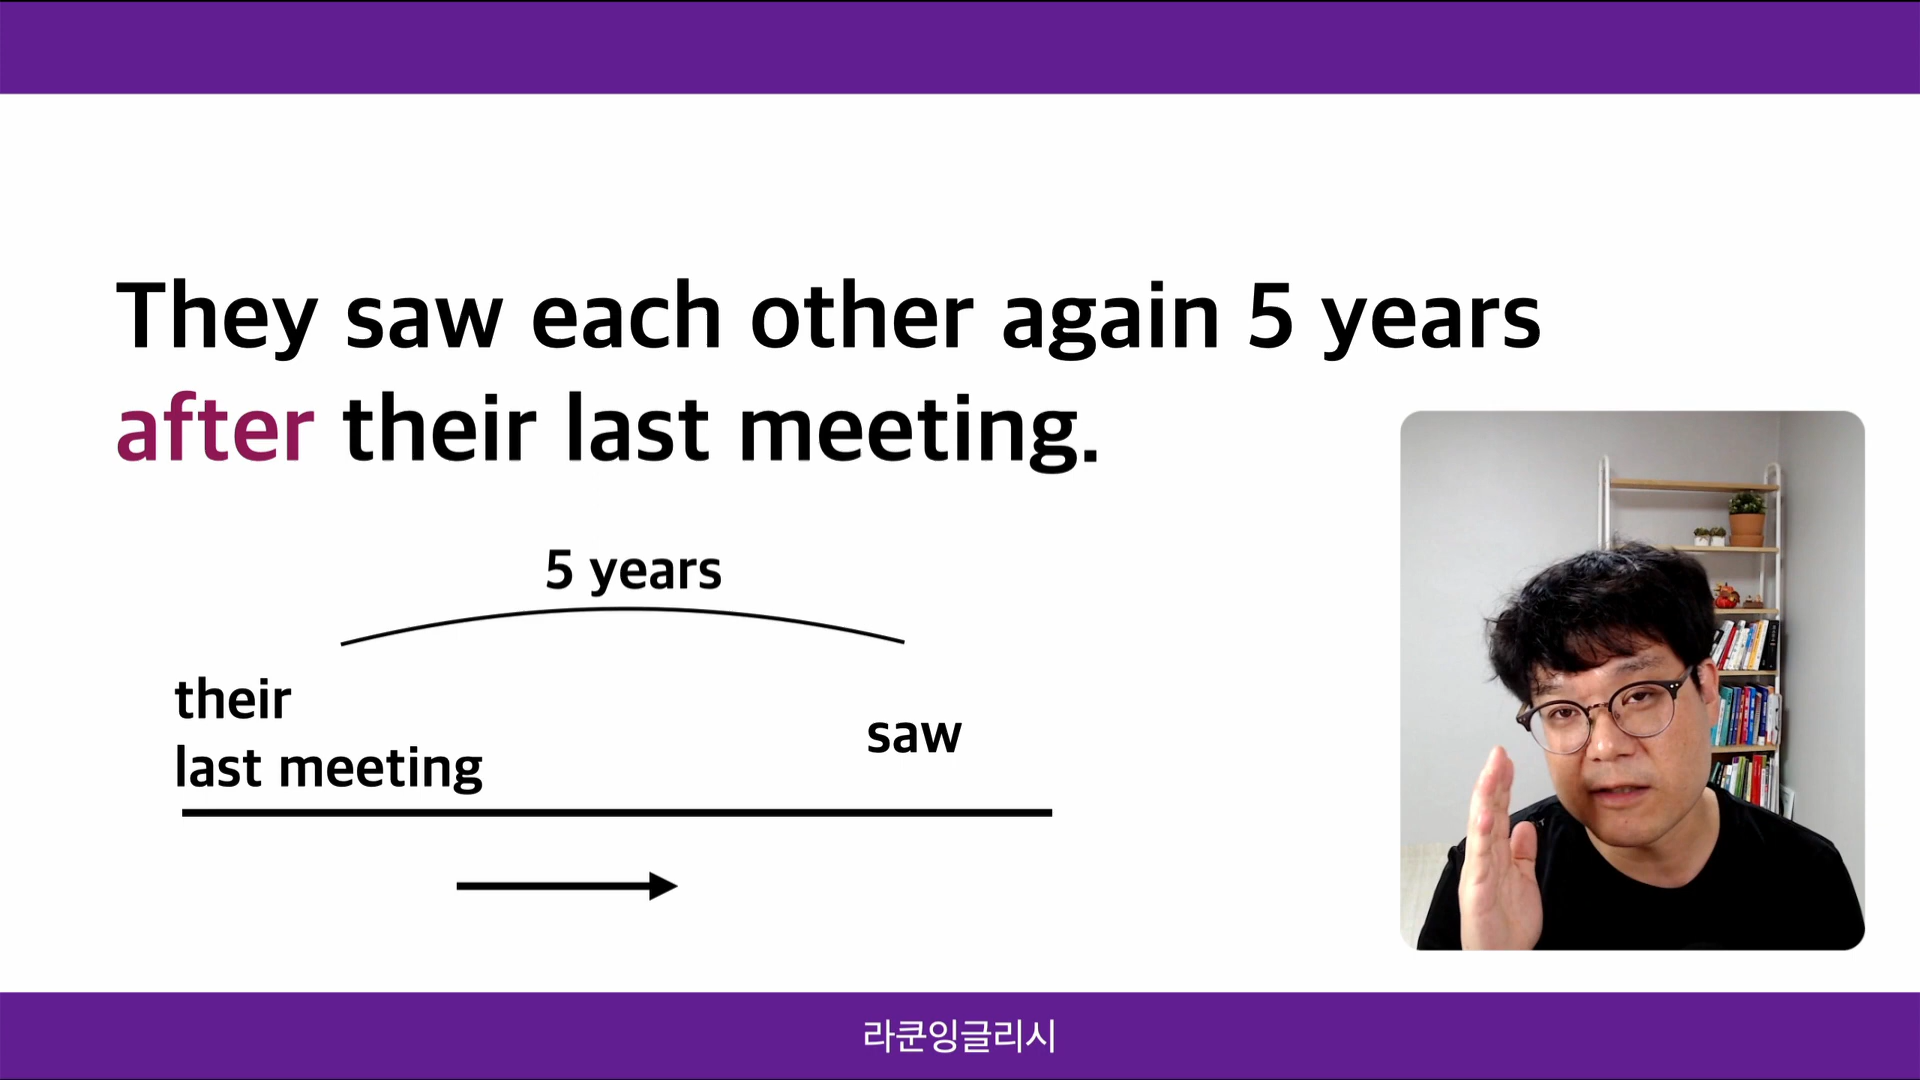 They saw each other again 5 years
after their last meeting.
5 years
their
last meeting
saw
라쿤잉글리시